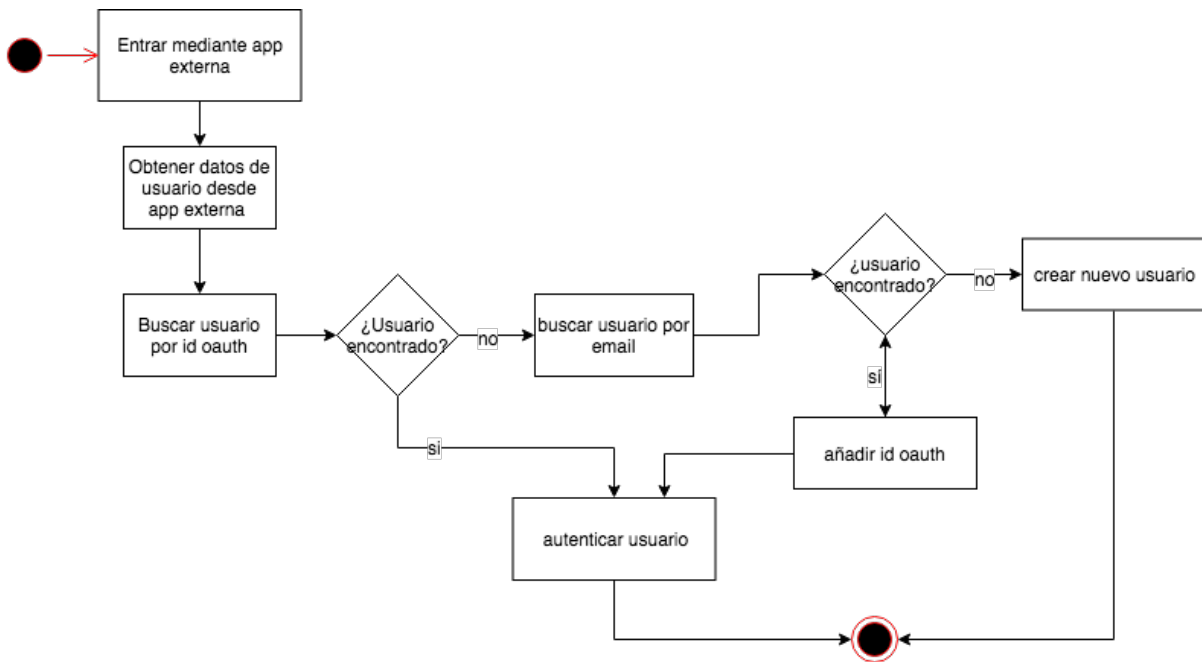 Entrar mediante app
externa
Obtener datos de
usuario desde
app externa
Buscar usuario
por id oauth
¿Usuario
encontrado?
no
buscar usuario por
email
¿usuario
encontrado?
no
crear nuevo usuario
sí
añadir id oauth
si
autenticar usuario